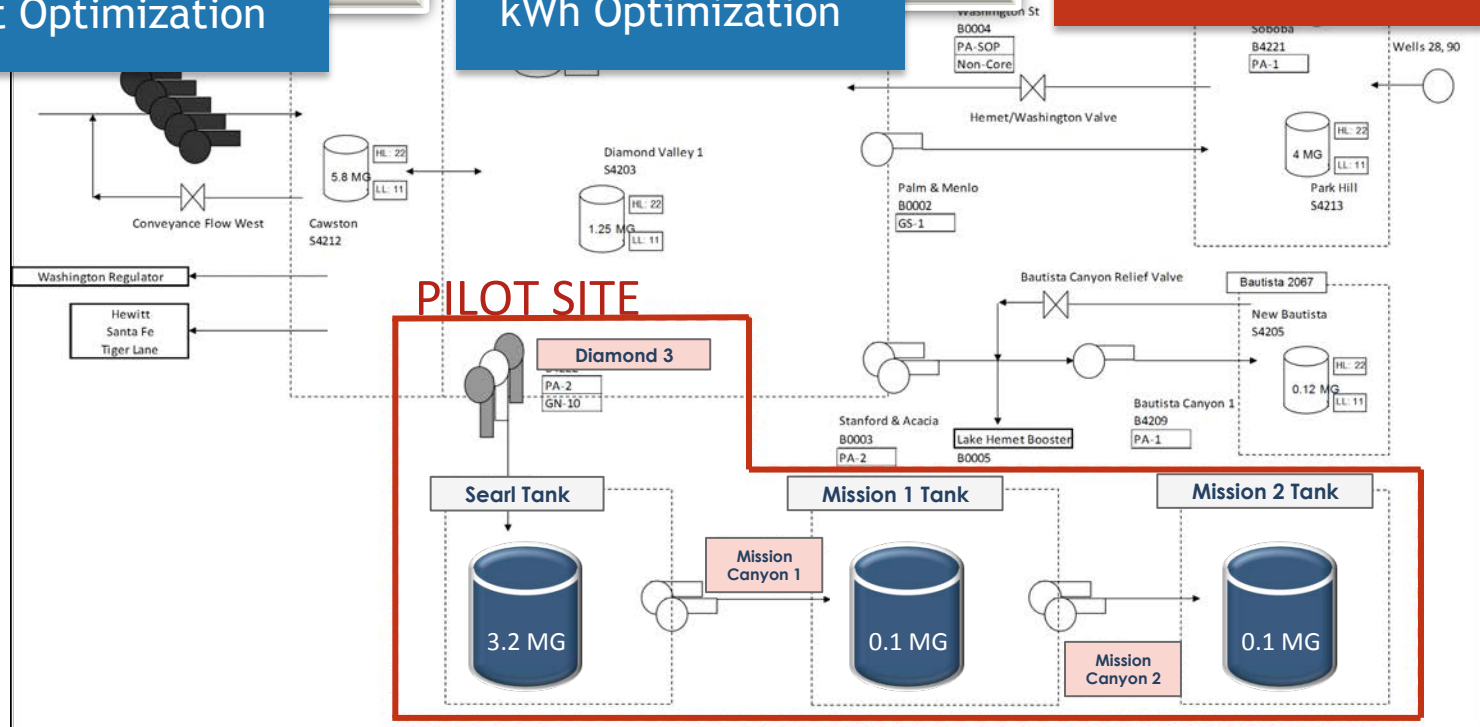 t Optimization
kWh Optimization
Washington St
B0004
PA-SOP
Non-Core
Soboba
B4221
PA-1
Wells 28, 90
Hemet/Washington Valve
HL: 22
5.8 MG
LL: 11
Conveyance Flow West
Cawston
S4212
Diamond Valley 1
S4203
HL: 22
1.25 MG
LL: 11
Palm & Menlo
B0002
GS-1
HL: 22
4 MG
LL: 11
Park Hill
S4213
Washington Regulator
Hewitt
Santa Fe
Tiger Lane
PILOT SITE
Bautista Canyon Relief Valve
Bautista 2067
New Bautista
S4205
HL: 22
0.12 MG
LL: 11
Diamond 3
PA-2
GN-10
Stanford & Acacia
B0003
PA-2
Lake Hemet Booster
B0005
Bautista Canyon 1
B4209
PA-1
Searl Tank
Mission 1 Tank
Mission 2 Tank
Mission
Canyon 1
3.2 MG
0.1 MG
Mission
Canyon 2
0.1 MG